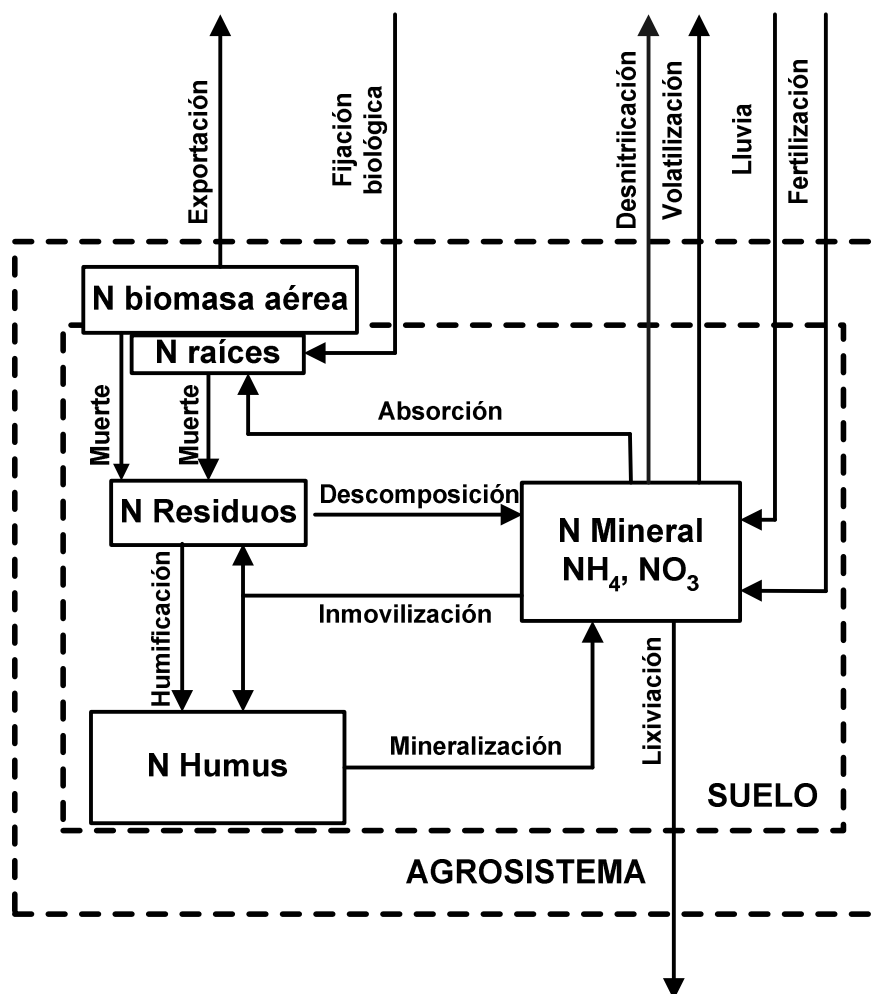 Exportación
Fijación
biológica
Desnitriicación
Volatilización
Lluvia
Fertilización
N biomasa aérea
N raíces
Muerte
Muerte
Absorción
N Residuos
Descomposición
N Mineral
NH₄, NO₃
Humificación
Inmovilización
Lixiviación
N Humus
Mineralización
SUELO
AGROSISTEMA